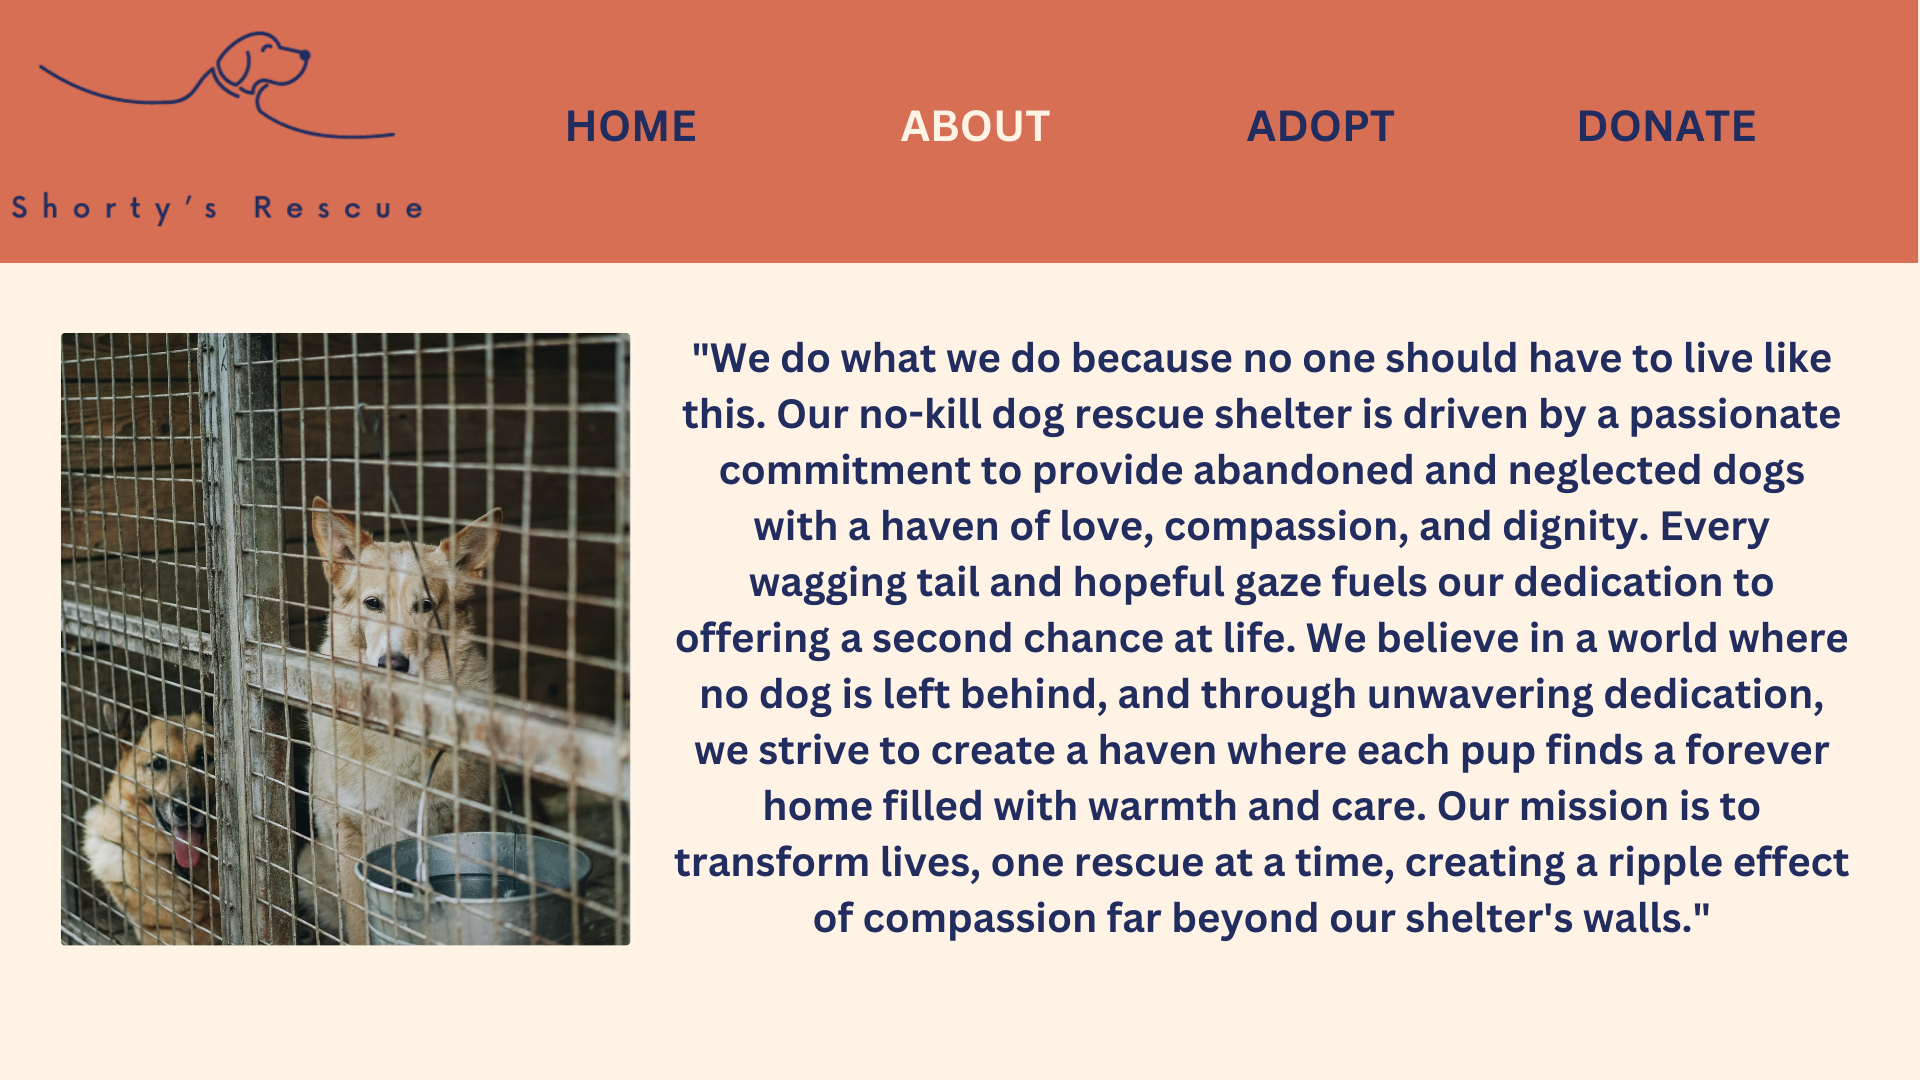 HOME ABOUT ADOPT DONATE
Shorty's Rescue
"We do what we do because no one should have to live like
this. Our no-kill dog rescue shelter is driven by a passionate
commitment to provide abandoned and neglected dogs
with a haven of love, compassion, and dignity. Every
wagging tail and hopeful gaze fuels our dedication to
offering a second chance at life. We believe in a world where
no dog is left behind, and through unwavering dedication,
we strive to create a haven where each pup finds a forever
home filled with warmth and care. Our mission is to
transform lives, one rescue at a time, creating a ripple effect
of compassion far beyond our shelter's walls."